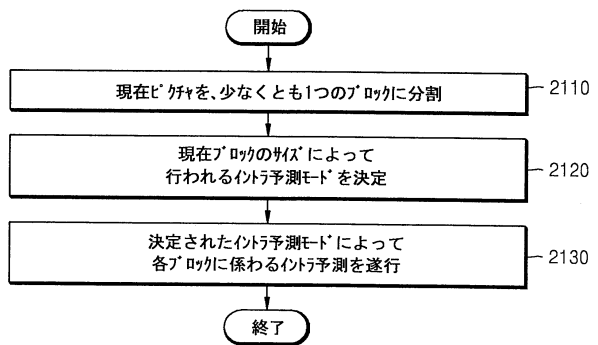 開始
現在ﾋﾟｸﾁｬを、少なくとも1つのﾌﾞﾛｯｸに分割
2110
現在ﾌﾞﾛｯｸのｻｲｽﾞによって
行われるｲﾝﾄﾗ予測ﾓｰﾄﾞを決定
2120
決定されたｲﾝﾄﾗ予測ﾓｰﾄﾞによって
各ﾌﾞﾛｯｸに係わるｲﾝﾄﾗ予測を遂行
2130
終了